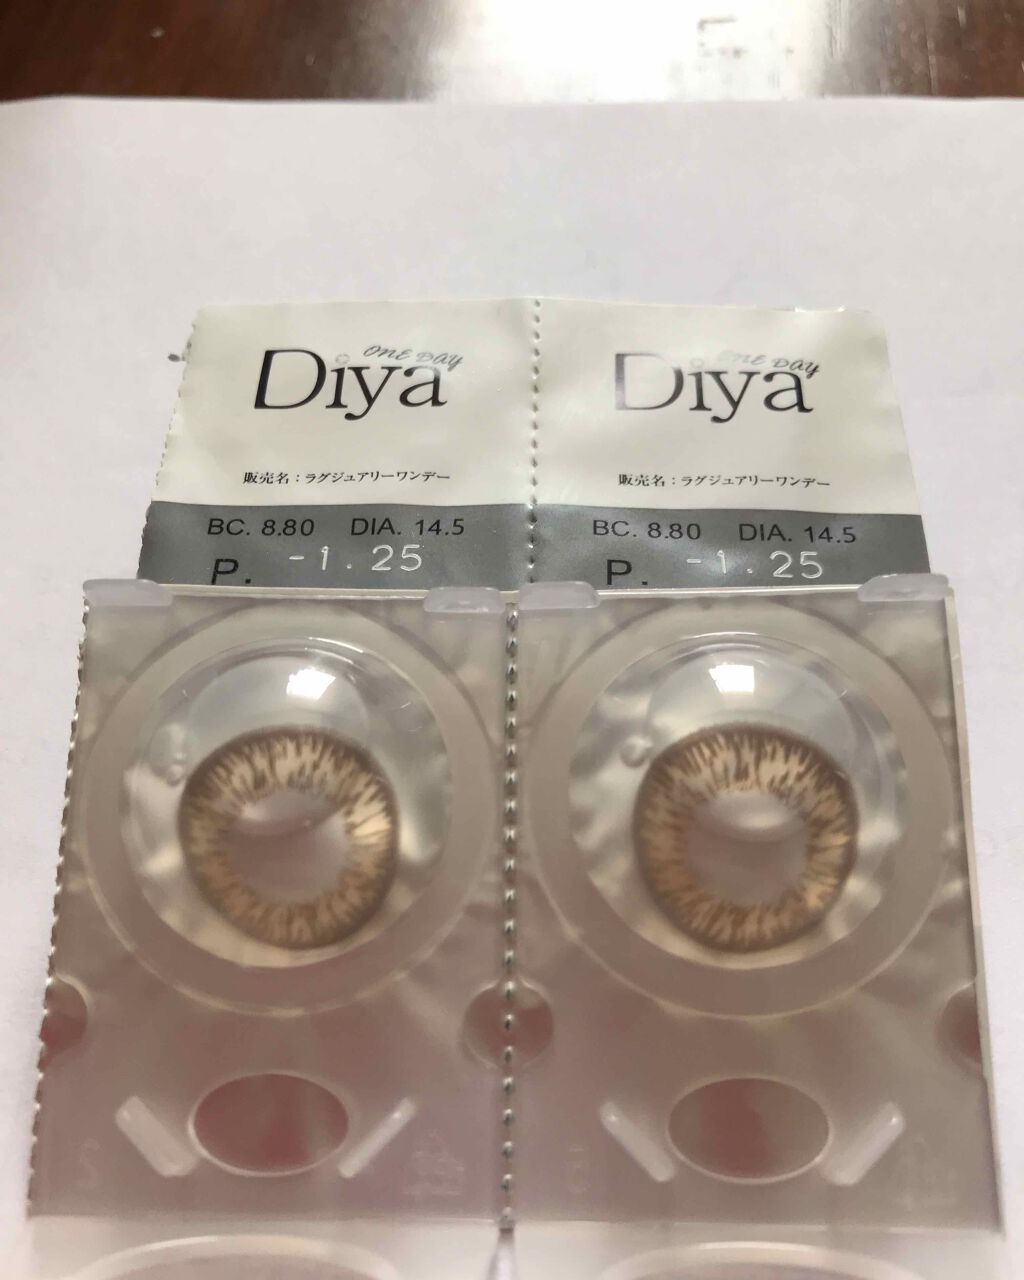 ONE DAY
Diya
販売名：ラグジュアリーワンデー
BC. 8.80 DIA. 14.5
P. -1.25
ONE DAY
Diya
販売名：ラグジュアリーワンデー
BC. 8.80 DIA. 14.5
P. -1.25